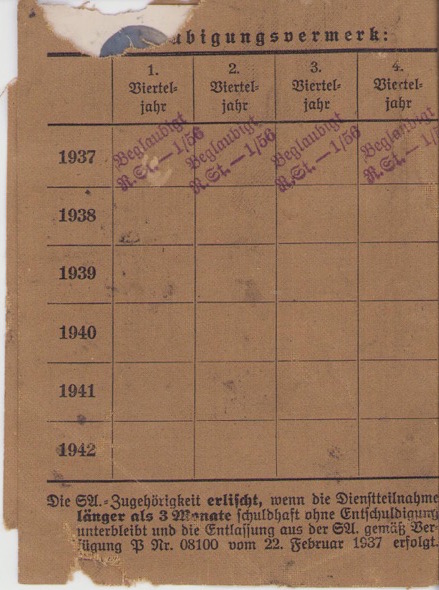 ubigungsvermerk:
1. Viertel-
jahr
2. Viertel-
jahr
3. Viertel-
jahr
4. Viertel-
jahr
1937
Beglaubigt
R.St. — 1/56
Beglaubigt
R.St. — 1/56
Beglaubigt
R.St. — 1/56
Beglaubigt
R.St. — 1/
1938
1939
1940
1941
1942
Die SA.-Zugehörigkeit erlischt, wenn die Dienstteilnahme
länger als 3 Monate schuldhaft ohne Entschuldigung
unterbleibt und die Entlassung aus der SA. gemäß Ver-
fügung P Nr. 08100 vom 22. Februar 1937 erfolgt.